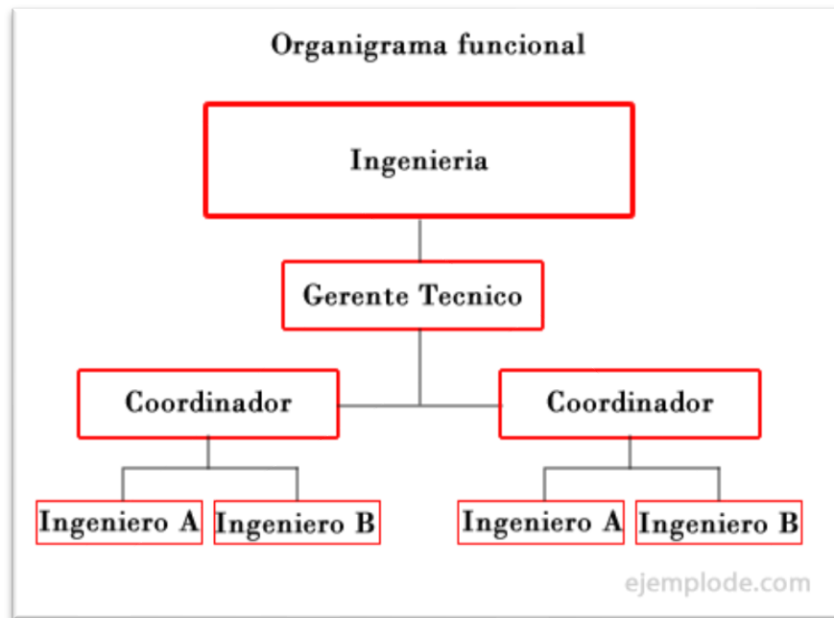 Organigrama funcional
Ingenieria
Gerente Tecnico
Coordinador
Coordinador
Ingeniero A
Ingeniero B
Ingeniero A
Ingeniero B
ejemplode.com